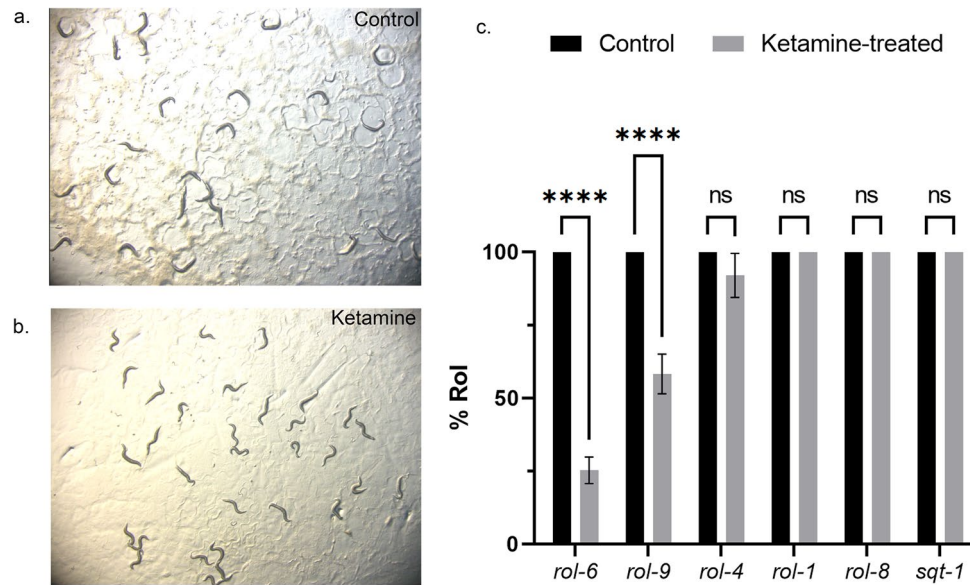 a.
Control
b.
Ketamine
c.
Control Ketamine-treated
**** **** ns ns ns ns
% Rol
100
50
0
rol-6 rol-9 rol-4 rol-1 rol-8 sqt-1